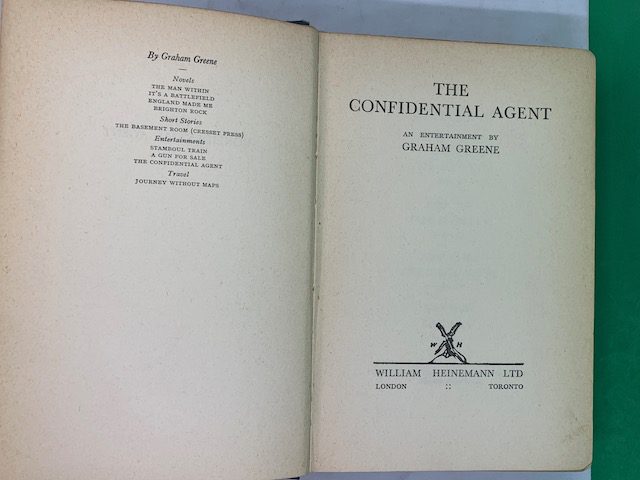 By Graham Greene
Novels
THE MAN WITHIN
IT'S A BATTLEFIELD
ENGLAND MADE ME
BRIGHTON ROCK
Short Stories
THE BASEMENT ROOM (CRESSET PRESS)
Entertainments
STAMBOUL TRAIN
A GUN FOR SALE
THE CONFIDENTIAL AGENT
Travel
JOURNEY WITHOUT MAPS
THE
CONFIDENTIAL AGENT
AN ENTERTAINMENT BY
GRAHAM GREENE
W H
WILLIAM HEINEMANN LTD
LONDON :: TORONTO